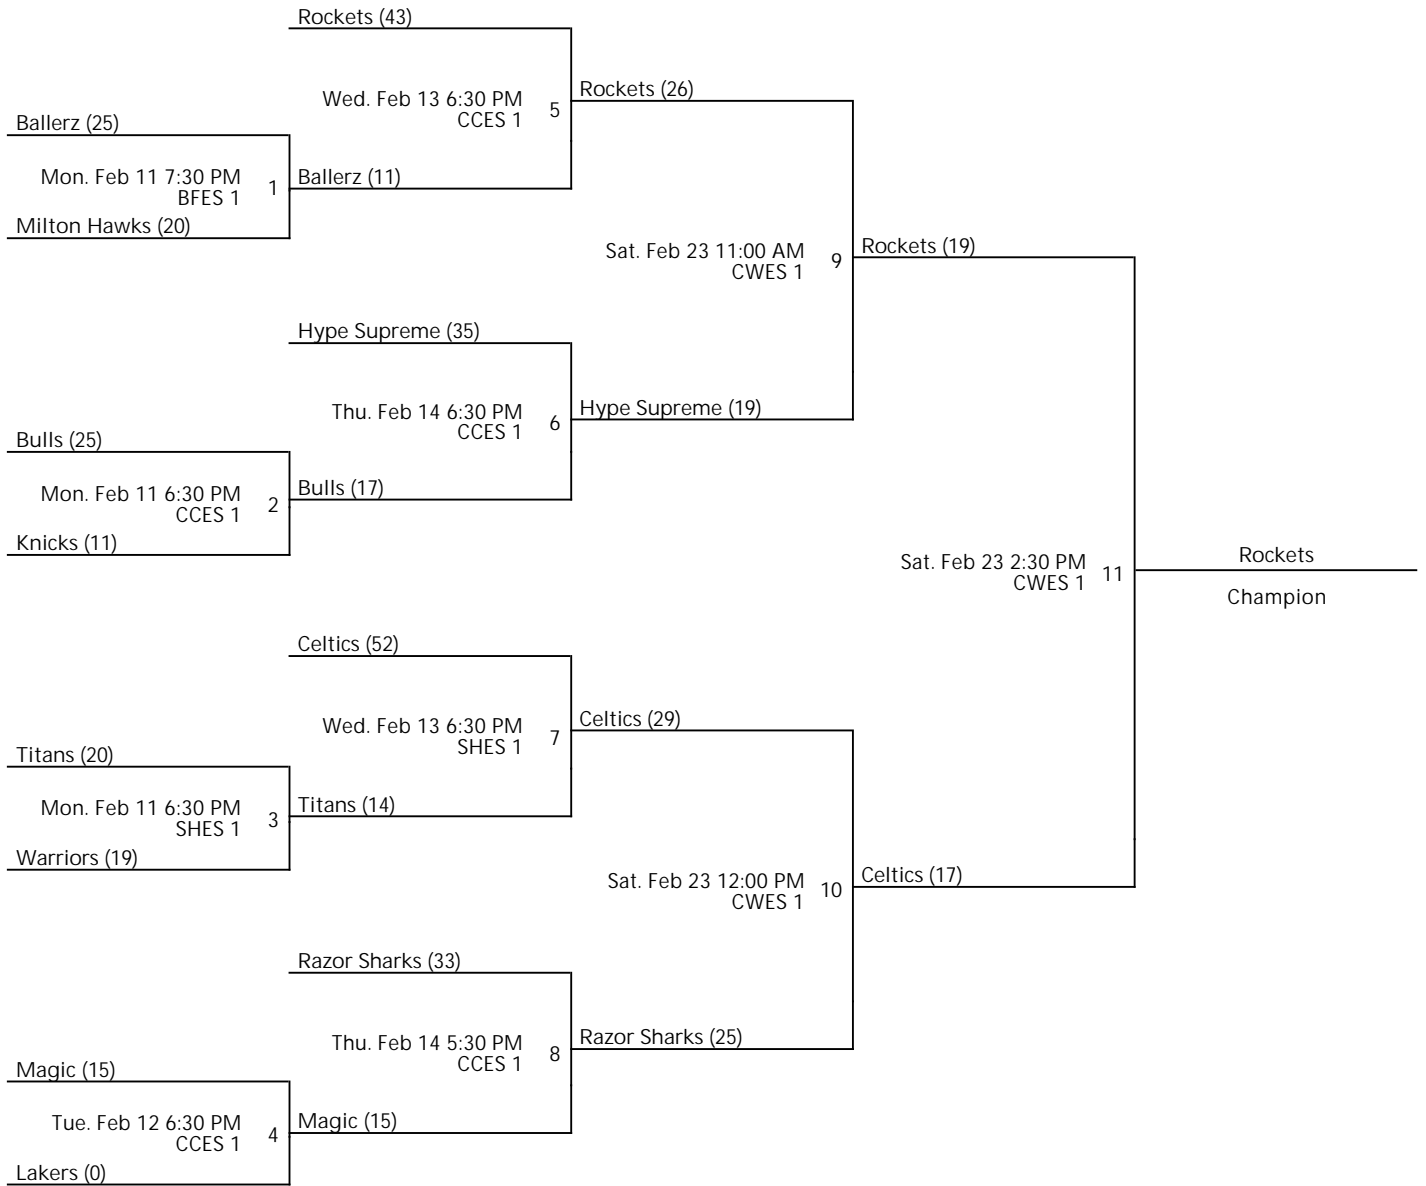 Rockets (43)
Wed. Feb 13 6:30 PM
CCES 1
5
Rockets (26)
Ballerz (25)
Mon. Feb 11 7:30 PM
BFES 1
1
Ballerz (11)
Milton Hawks (20)
Sat. Feb 23 11:00 AM
CWES 1
9
Rockets (19)
Hype Supreme (35)
Thu. Feb 14 6:30 PM
CCES 1
6
Hype Supreme (19)
Bulls (25)
Mon. Feb 11 6:30 PM
CCES 1
2
Bulls (17)
Knicks (11)
Sat. Feb 23 2:30 PM
CWES 1
11
Rockets
Champion
Celtics (52)
Wed. Feb 13 6:30 PM
SHES 1
7
Celtics (29)
Titans (20)
Mon. Feb 11 6:30 PM
SHES 1
3
Titans (14)
Warriors (19)
Sat. Feb 23 12:00 PM
CWES 1
10
Celtics (17)
Razor Sharks (33)
Thu. Feb 14 5:30 PM
CCES 1
8
Razor Sharks (25)
Magic (15)
Tue. Feb 12 6:30 PM
CCES 1
4
Magic (15)
Lakers (0)